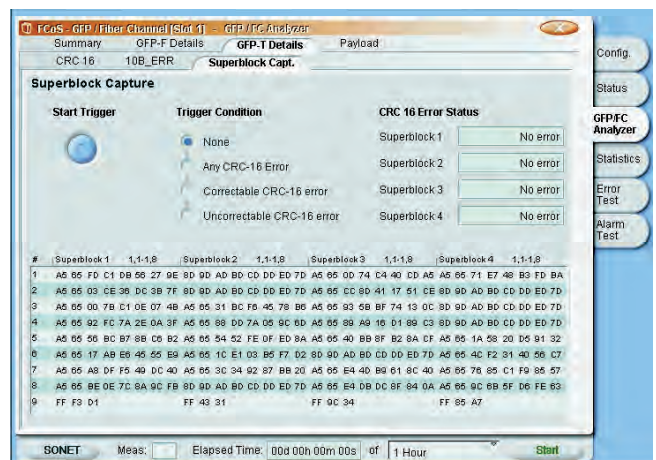 FCoS - GFP / Fiber Channel [Slot 1] - GFP / FC Analyzer
Summary GFP-F Details GFP-T Details Payload
CRC-16 10B_ERR Superblock Capt.
Superblock Capture
Start Trigger Trigger Condition CRC 16 Error Status
None
Any CRC-16 Error
Correctable CRC-16 error
Uncorrectable CRC-16 error
Superblock 1 No error
Superblock 2 No error
Superblock 3 No error
Superblock 4 No error
# Superblock 1 1,1-1,8 Superblock 2 1,1-1,8 Superblock 3 1,1-1,8 Superblock 4 1,1-1,8
1 A5 65 FD C1 DB 56 27 9E 8D 9D AD BD CD DD ED 7D A5 65 0D 74 C4 40 CD A5 A5 65 71 E7 48 B3 FD BA
2 A5 65 03 CE 36 DC 3B 7F 8D 9D AD BD CD DD ED 7D A5 65 CC 8D 41 17 51 CE 8D 9D AD BD CD DD ED 7D
3 A5 65 00 7B C1 0E 07 4B A5 65 31 BC F6 45 78 B6 A5 65 93 5B BF 74 13 0C 8D 9D AD BD CD DD ED 7D
4 A5 65 92 FC 7A 2E 0A 3F A5 65 88 DD 7A 05 9C 6D A5 65 89 A9 16 D1 89 C3 8D 9D AD BD CD DD ED 7D
5 A5 65 56 BC B7 8B C6 B2 A5 65 3C 52 FE 0F ED 8A A5 65 40 BB 8F B2 8A CF A5 65 1A 58 20 D5 91 32
6 A5 65 17 AB E6 45 55 E9 A5 65 1C E1 03 B5 F7 D2 8D 9D AD BD CD DD ED 7D A5 65 4C F2 31 40 56 C7
7 A5 65 A8 DF F5 49 DC 40 A5 65 3C 34 92 87 BB 20 A5 65 E4 4D B9 61 8C 40 A5 65 76 85 C1 F9 85 57
8 A5 65 BE 0E 7C 8A 9C FB 8D 9D AD BD CD DD ED 7D A5 65 E4 DB DC 8F 84 0A A5 65 9C 6B 5F D6 FE 63
9 FF F3 D1 FF 43 31 FF 9C 34 FF 85 A7
SONET Meas: Elapsed Time: 00d 00h 00m 00s of 1 Hour Start
Config.
Status
GFP/FC
Analyzer
Statistics
Error
Test
Alarm
Test